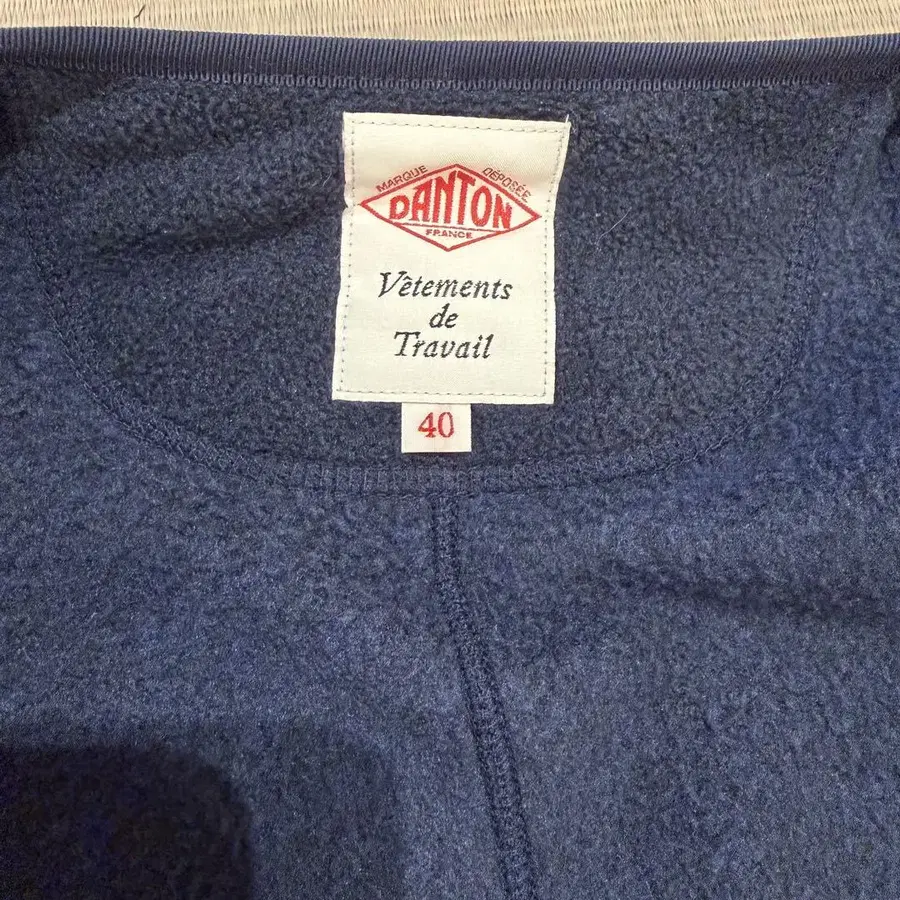 MARQUE DÉPOSÉE
DANTON
FRANCE
Vêtements
de
Travail
40